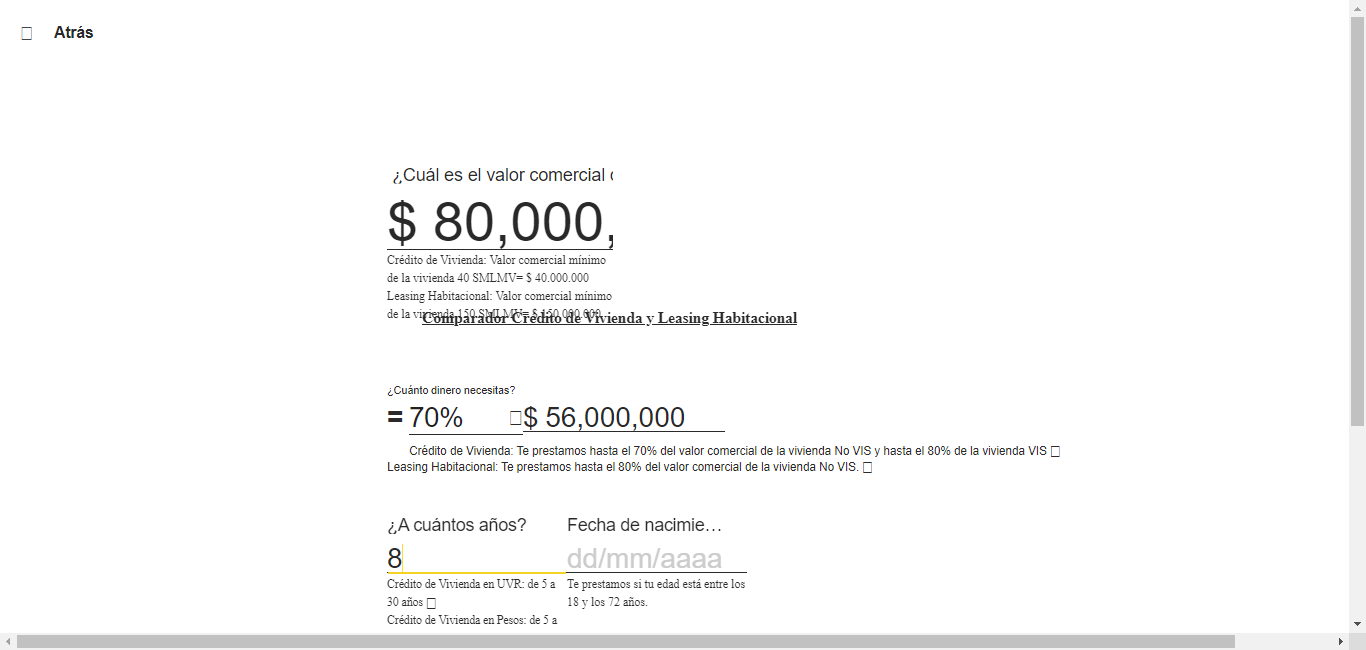 Atrás
¿Cuál es el valor comercial
$ 80,000,
Crédito de Vivienda: Valor comercial mínimo
de la vivienda 40 SMLMV= $ 40.000.000
Leasing Habitacional: Valor comercial mínimo
de la vivienda 150 SMLMV= $ 150.000.000
Comparador Crédito de Vivienda y Leasing Habitacional
¿Cuánto dinero necesitas?
= 70% $ 56,000,000
Crédito de Vivienda: Te prestamos hasta el 70% del valor comercial de la vivienda No VIS y hasta el 80% de la vivienda VIS
Leasing Habitacional: Te prestamos hasta el 80% del valor comercial de la vivienda No VIS.
¿A cuántos años? Fecha de nacimie…
8 dd/mm/aaaa
Crédito de Vivienda en UVR: de 5 a Te prestamos si tu edad está entre los
30 años 18 y los 72 años.
Crédito de Vivienda en Pesos: de 5 a